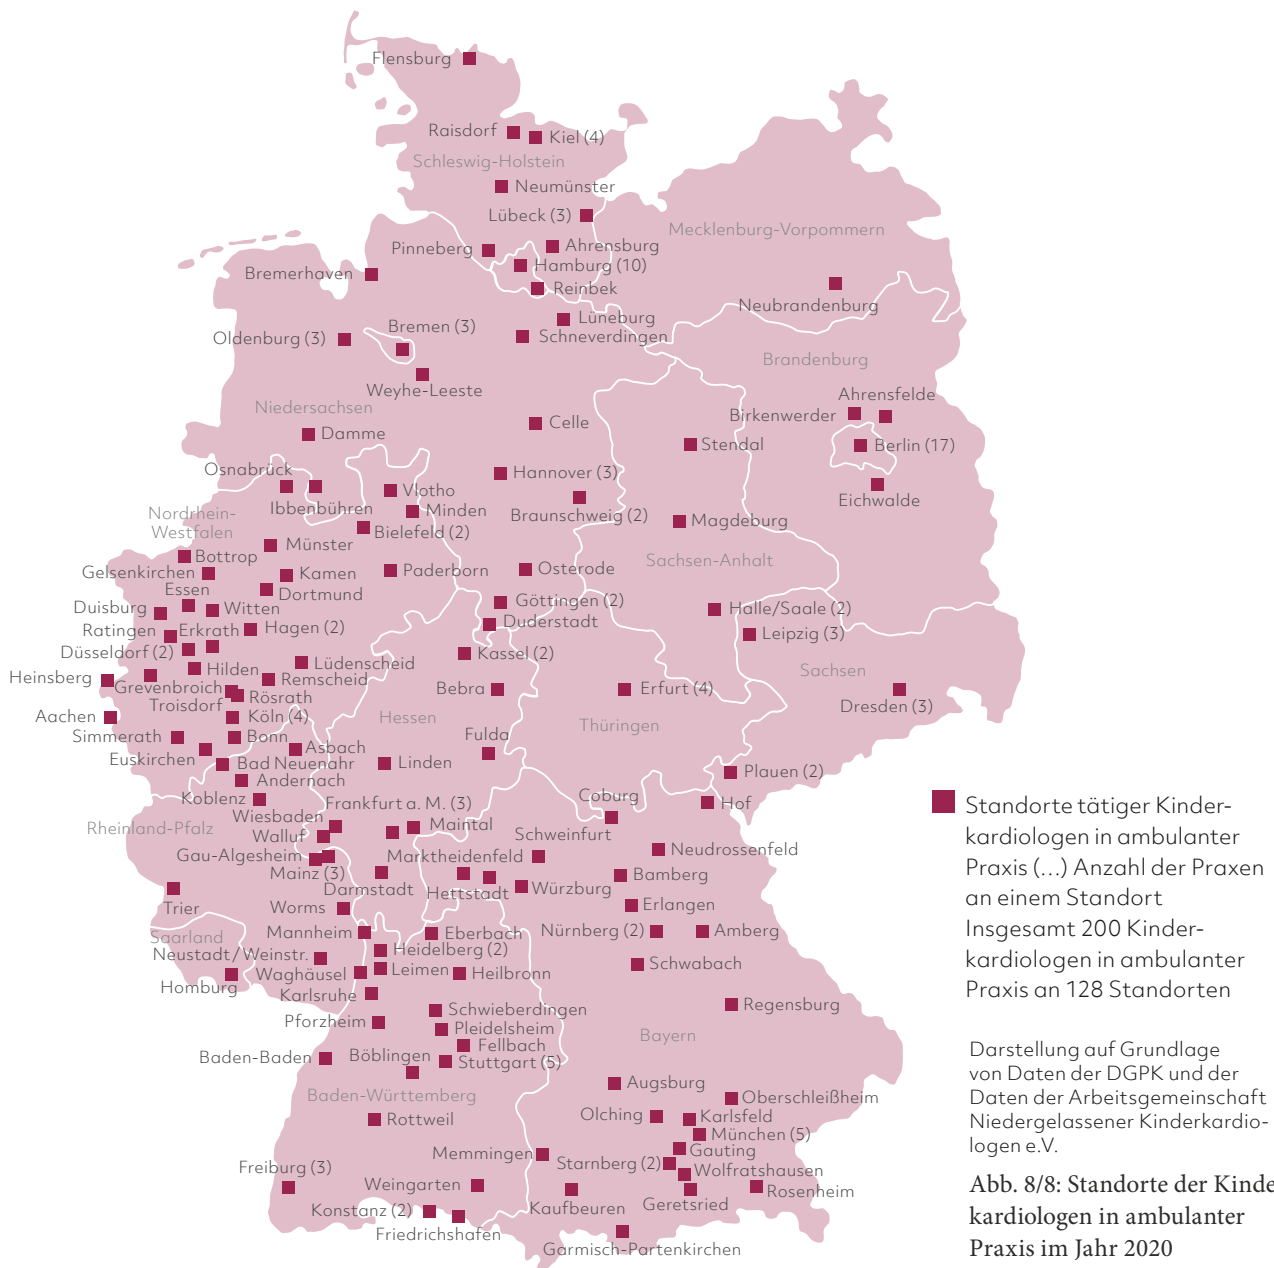 Flensburg
Raisdorf
Kiel (4)
Schleswig-Holstein
Neumünster
Lübeck (3)
Mecklenburg-Vorpommern
Pinneberg
Ahrensburg
Hamburg (10)
Bremerhaven
Reinbek
Neubrandenburg
Lüneburg
Bremen (3)
Oldenburg (3)
Schneverdingen
Brandenburg
Weyhe-Leeste
Ahrensfelde
Niedersachsen
Birkenwerder
Celle
Damme
Stendal
Berlin (17)
Osnabrück
Hannover (3)
Vlotho
Eichwalde
Ibbenbühren
Minden
Nordrhein-
Westfalen
Braunschweig (2)
Magdeburg
Bielefeld (2)
Münster
Bottrop
Sachsen-Anhalt
Gelsenkirchen
Kamen
Paderborn
Osterode
Essen
Dortmund
Duisburg
Witten
Göttingen (2)
Halle/Saale (2)
Duderstadt
Ratingen
Erkrath
Hagen (2)
Leipzig (3)
Düsseldorf (2)
Kassel (2)
Hilden
Lüdenscheid
Sachsen
Heinsberg
Remscheid
Grevenbroich
Bebra
Erfurt (4)
Rösrath
Troisdorf
Dresden (3)
Aachen
Köln (4)
Hessen
Thüringen
Simmerath
Bonn
Fulda
Asbach
Euskirchen
Bad Neuenahr
Linden
Plauen (2)
Andernach
Koblenz
Frankfurt a. M. (3)
Coburg
Hof
Wiesbaden
Rheinland-Pfalz
Walluf
Maintal
Schweinfurt
Neudrossenfeld
Gau-Algesheim
Marktheidenfeld
Mainz (3)
Bamberg
Darmstadt
Hettstadt
Würzburg
Trier
Worms
Erlangen
Mannheim
Eberbach
Nürnberg (2)
Amberg
Saarland
Neustadt/Weinstr.
Heidelberg (2)
Schwabach
Waghäusel
Leimen
Heilbronn
Homburg
Karlsruhe
Regensburg
Schwieberdingen
Pforzheim
Pleidelsheim
Bayern
Fellbach
Baden-Baden
Böblingen
Stuttgart (5)
Augsburg
Baden-Württemberg
Oberschleißheim
Rottweil
Olching
Karlsfeld
München (5)
Memmingen
Gauting
Starnberg (2)
Freiburg (3)
Wolfratshausen
Weingarten
Rosenheim
Geretsried
Konstanz (2)
Kaufbeuren
Friedrichshafen
Garmisch-Partenkirchen
Standorte tätiger Kinder-
kardiologen in ambulanter
Praxis (...) Anzahl der Praxen
an einem Standort
Insgesamt 200 Kinder-
kardiologen in ambulanter
Praxis an 128 Standorten
Darstellung auf Grundlage
von Daten der DGPK und der
Daten der Arbeitsgemeinschaft
Niedergelassener Kinderkardio-
logen e.V.
Abb. 8/8: Standorte der Kinde
kardiologen in ambulanter
Praxis im Jahr 2020